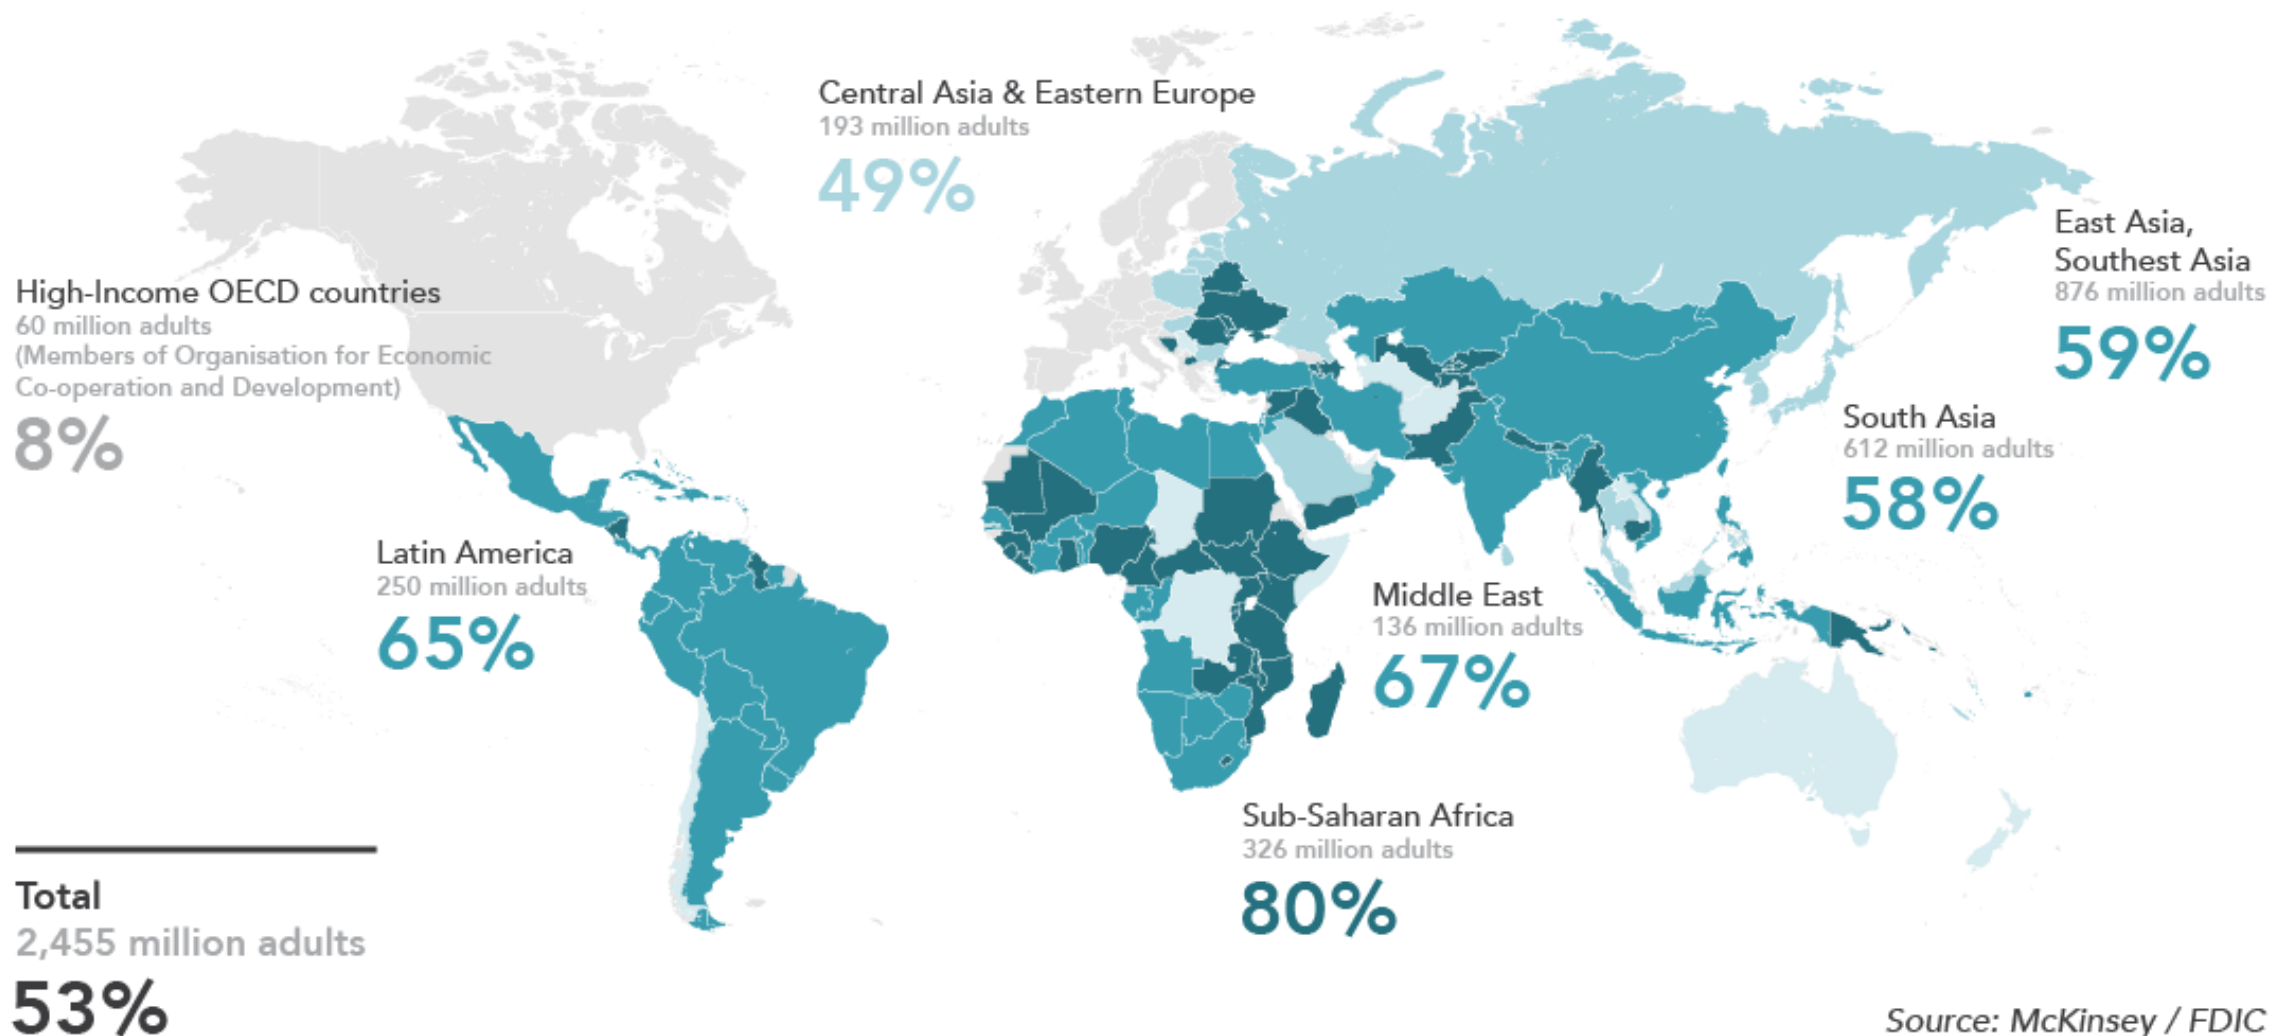 Central Asia & Eastern Europe
193 million adults
49%
East Asia,
Southest Asia
876 million adults
59%
High-Income OECD countries
60 million adults
(Members of Organisation for Economic
Co-operation and Development)
8%
South Asia
612 million adults
58%
Latin America
250 million adults
65%
Middle East
136 million adults
67%
Sub-Saharan Africa
326 million adults
80%
Total
2,455 million adults
53%
Source: McKinsey / FDIC